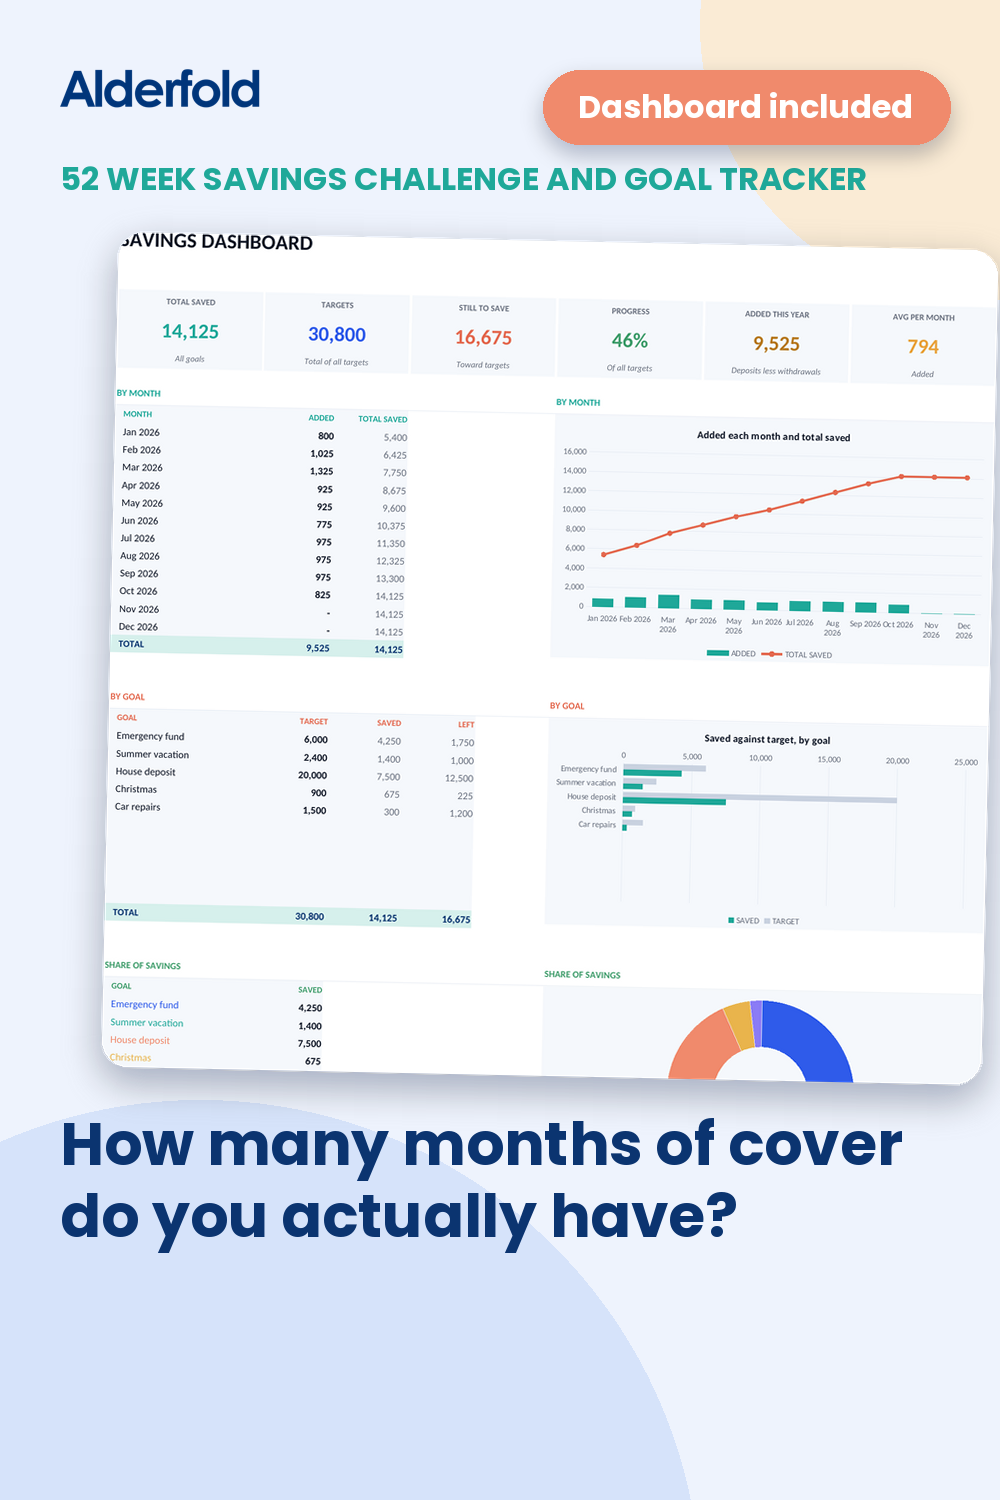 Alderfold
Dashboard included
52 WEEK SAVINGS CHALLENGE AND GOAL TRACKER
SAVINGS DASHBOARD
TOTAL SAVED TARGETS STILL TO SAVE PROGRESS ADDED THIS YEAR AVG PER MONTH
14,125 30,800 16,675 46% 9,525 794
All goals Total of all targets Toward targets Of all targets Deposits less withdrawals Added
BY MONTH
MONTH ADDED TOTAL SAVED
Jan 2026 800 5,400
Feb 2026 1,025 6,425
Mar 2026 1,325 7,750
Apr 2026 925 8,675
May 2026 925 9,600
Jun 2026 775 10,375
Jul 2026 975 11,350
Aug 2026 975 12,325
Sep 2026 975 13,300
Oct 2026 825 14,125
Nov 2026 - 14,125
Dec 2026 - 14,125
TOTAL 9,525 14,125
BY MONTH
Added each month and total saved
16,000
14,000
12,000
10,000
8,000
6,000
4,000
2,000
0
Jan 2026 Feb 2026 Mar 2026 Apr 2026 May 2026 Jun 2026 Jul 2026 Aug 2026 Sep 2026 Oct 2026 Nov 2026 Dec 2026
ADDED TOTAL SAVED
BY GOAL
GOAL TARGET SAVED LEFT
Emergency fund 6,000 4,250 1,750
Summer vacation 2,400 1,400 1,000
House deposit 20,000 7,500 12,500
Christmas 900 675 225
Car repairs 1,500 300 1,200
TOTAL 30,800 14,125 16,675
BY GOAL
Saved against target, by goal
0 5,000 10,000 15,000 20,000 25,000
Emergency fund
Summer vacation
House deposit
Christmas
Car repairs
SAVED TARGET
SHARE OF SAVINGS
GOAL SAVED
Emergency fund 4,250
Summer vacation 1,400
House deposit 7,500
Christmas 675
SHARE OF SAVINGS
How many months of cover
do you actually have?